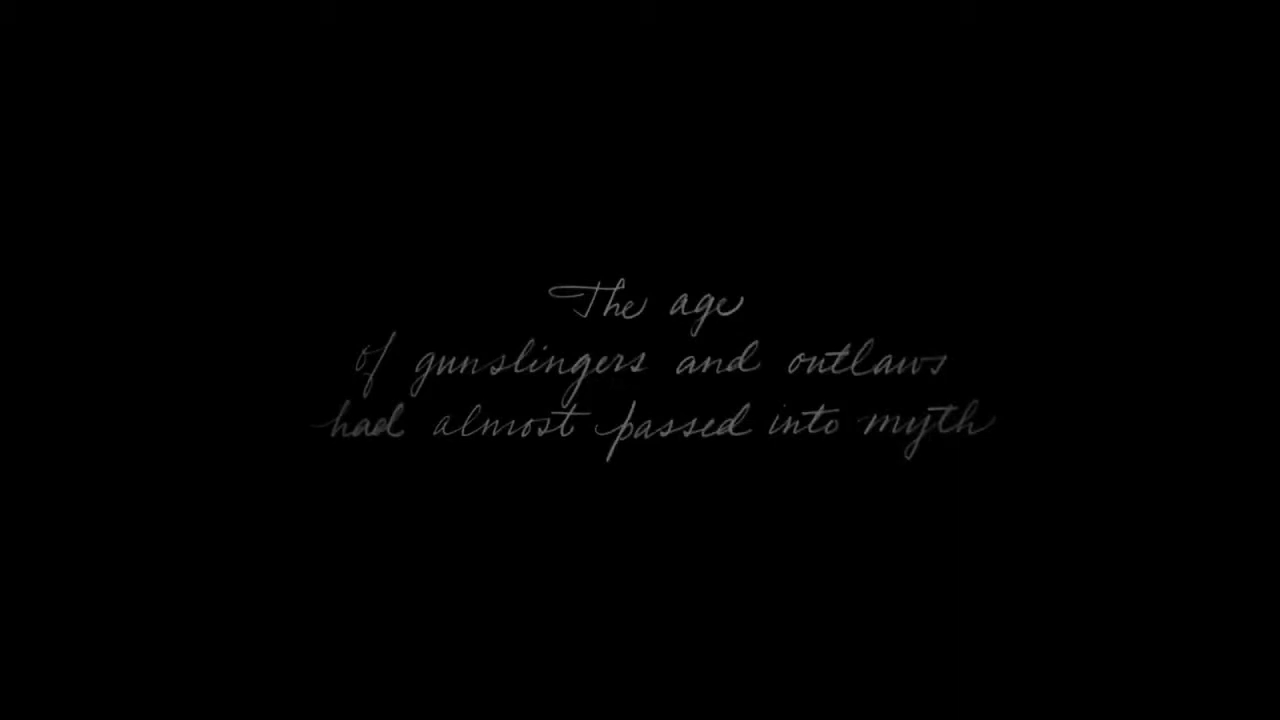 The age
of gunslingers and outlaws
had almost passed into myth